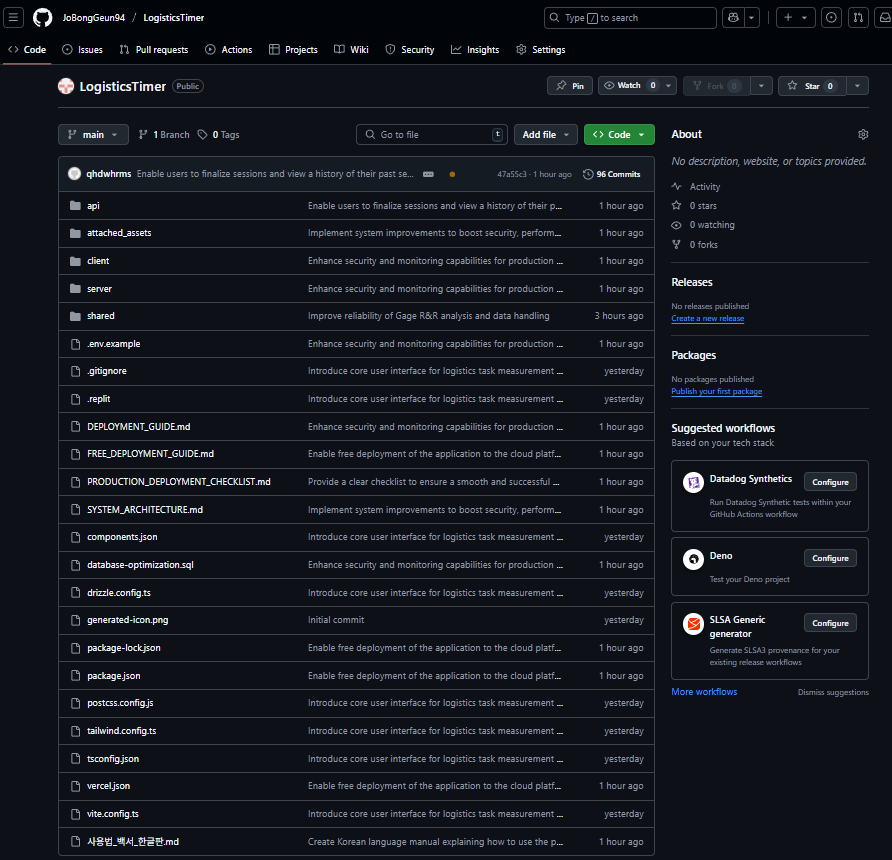 JoBongGeun94 / LogisticsTimer
Type / to search
Code Issues Pull requests Actions Projects Wiki Security Insights Settings
LogisticsTimer Public
Pin Watch 0 Fork 0 Star 0
main 1 Branch 0 Tags
Go to file t Add file Code
qhdwhrms Enable users to finalize sessions and view a history of their past se... 47a55c3 · 1 hour ago 96 Commits
api Enable users to finalize sessions and view a history of their p... 1 hour ago
attached_assets Implement system improvements to boost security, perform... 1 hour ago
client Enhance security and monitoring capabilities for production ... 1 hour ago
server Enhance security and monitoring capabilities for production ... 1 hour ago
shared Improve reliability of Gage R&R analysis and data handling 3 hours ago
.env.example Enhance security and monitoring capabilities for production ... 1 hour ago
.gitignore Introduce core user interface for logistics task measurement ... yesterday
.replit Introduce core user interface for logistics task measurement ... yesterday
DEPLOYMENT_GUIDE.md Enhance security and monitoring capabilities for production ... 1 hour ago
FREE_DEPLOYMENT_GUIDE.md Enable free deployment of the application to the cloud platf... 1 hour ago
PRODUCTION_DEPLOYMENT_CHECKLIST.md Provide a clear checklist to ensure a smooth and successful ... 1 hour ago
SYSTEM_ARCHITECTURE.md Implement system improvements to boost security, perform... 1 hour ago
components.json Introduce core user interface for logistics task measurement ... yesterday
database-optimization.sql Enhance security and monitoring capabilities for production ... 1 hour ago
drizzle.config.ts Introduce core user interface for logistics task measurement ... yesterday
generated-icon.png Initial commit yesterday
package-lock.json Enable free deployment of the application to the cloud platf... 1 hour ago
package.json Enable free deployment of the application to the cloud platf... 1 hour ago
postcss.config.js Introduce core user interface for logistics task measurement ... yesterday
tailwind.config.ts Introduce core user interface for logistics task measurement ... yesterday
tsconfig.json Introduce core user interface for logistics task measurement ... yesterday
vercel.json Enable free deployment of the application to the cloud platf... 1 hour ago
vite.config.ts Introduce core user interface for logistics task measurement ... yesterday
사용법_백서_한글판.md Create Korean language manual explaining how to use the p... 1 hour ago
About
No description, website, or topics provided.
Activity
0 stars
0 watching
0 forks
Releases
No releases published
Create a new release
Packages
No packages published
Publish your first package
Suggested workflows
Based on your tech stack
Datadog Synthetics Configure
Run Datadog Synthetic tests within your
GitHub Actions workflow
Deno Configure
Test your Deno project
SLSA Generic
generator Configure
Generate SLSA3 provenance for your
existing release workflows
More workflows Dismiss suggestions